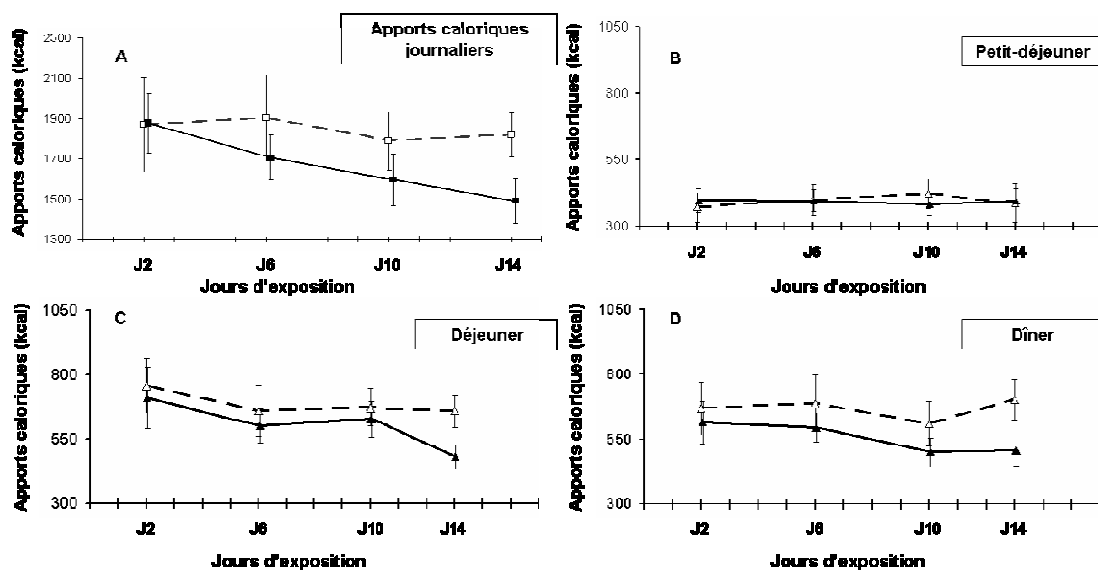 Apports caloriques (kcal)
2500
2100
1900
1700
1500
1300
A
Apports caloriques
journaliers
J2
J6
J10
J14
Jours d'exposition
Apports caloriques (kcal)
1050
800
550
300
B
Petit-déjeuner
J2
J6
J10
J14
Jours d'exposition
Apports caloriques (kcal)
1050
800
550
300
C
Déjeuner
J2
J6
J10
J14
Jours d'exposition
Apports caloriques (kcal)
1050
800
550
300
D
Dîner
J2
J6
J10
J14
Jours d'exposition